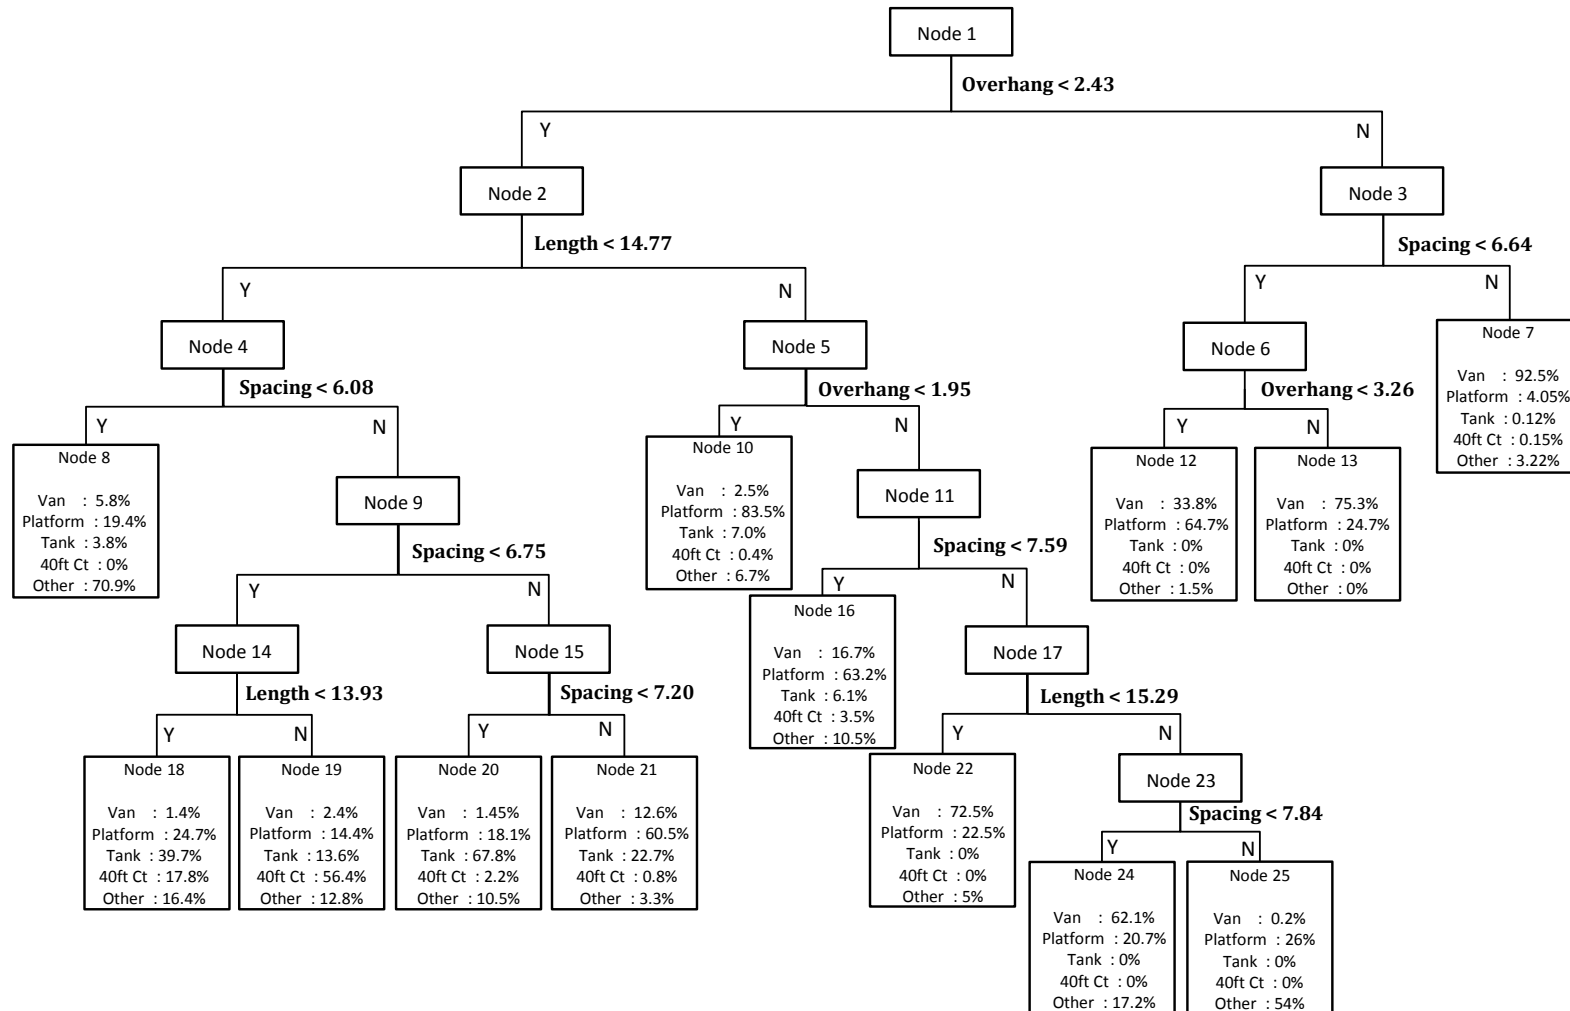 Node 1
Overhang < 2.43
Y
N
Node 2
Node 3
Length < 14.77
Spacing < 6.64
Y
N
Y
N
Node 4
Node 5
Node 6
Node 7
Van : 92.5%
Platform : 4.05%
Tank : 0.12%
40ft Ct : 0.15%
Other : 3.22%
Spacing < 6.08
Overhang < 1.95
Overhang < 3.26
Y
N
Y
N
Y
N
Node 8
Van : 5.8%
Platform : 19.4%
Tank : 3.8%
40ft Ct : 0%
Other : 70.9%
Node 9
Node 10
Van : 2.5%
Platform : 83.5%
Tank : 7.0%
40ft Ct : 0.4%
Other : 6.7%
Node 11
Node 12
Van : 33.8%
Platform : 64.7%
Tank : 0%
40ft Ct : 0%
Other : 1.5%
Node 13
Van : 75.3%
Platform : 24.7%
Tank : 0%
40ft Ct : 0%
Other : 0%
Spacing < 6.75
Spacing < 7.59
Y
N
Y
N
Node 14
Node 15
Node 16
Van : 16.7%
Platform : 63.2%
Tank : 6.1%
40ft Ct : 3.5%
Other : 10.5%
Node 17
Length < 13.93
Spacing < 7.20
Length < 15.29
Y
N
Y
N
Y
N
Node 18
Van : 1.4%
Platform : 24.7%
Tank : 39.7%
40ft Ct : 17.8%
Other : 16.4%
Node 19
Van : 2.4%
Platform : 14.4%
Tank : 13.6%
40ft Ct : 56.4%
Other : 12.8%
Node 20
Van : 1.45%
Platform : 18.1%
Tank : 67.8%
40ft Ct : 2.2%
Other : 10.5%
Node 21
Van : 12.6%
Platform : 60.5%
Tank : 22.7%
40ft Ct : 0.8%
Other : 3.3%
Node 22
Van : 72.5%
Platform : 22.5%
Tank : 0%
40ft Ct : 0%
Other : 5%
Node 23
Spacing < 7.84
Y
N
Node 24
Van : 62.1%
Platform : 20.7%
Tank : 0%
40ft Ct : 0%
Other : 17.2%
Node 25
Van : 0.2%
Platform : 26%
Tank : 0%
40ft Ct : 0%
Other : 54%